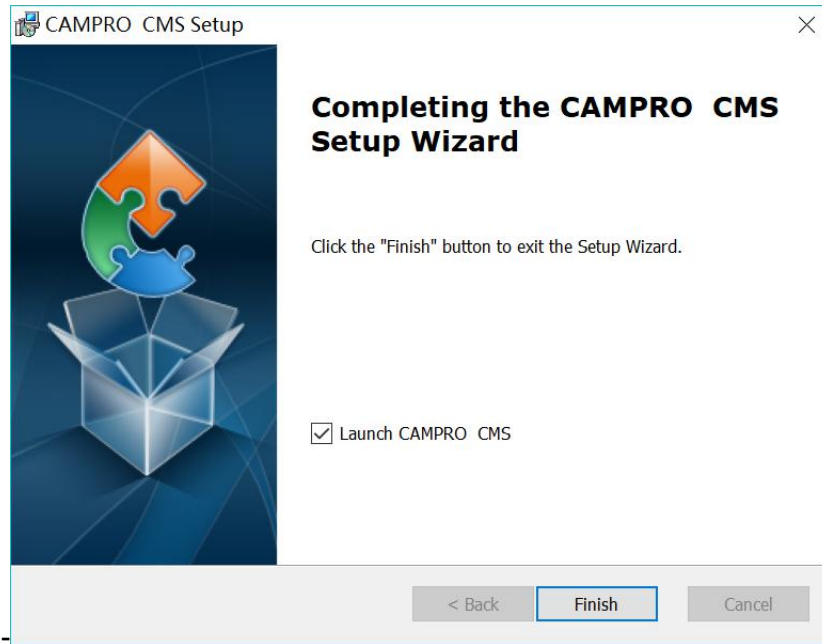 CAMPRO  CMS Setup
Completing the CAMPRO  CMS
Setup Wizard
Click the "Finish" button to exit the Setup Wizard.
Launch CAMPRO  CMS
< Back Finish Cancel
-